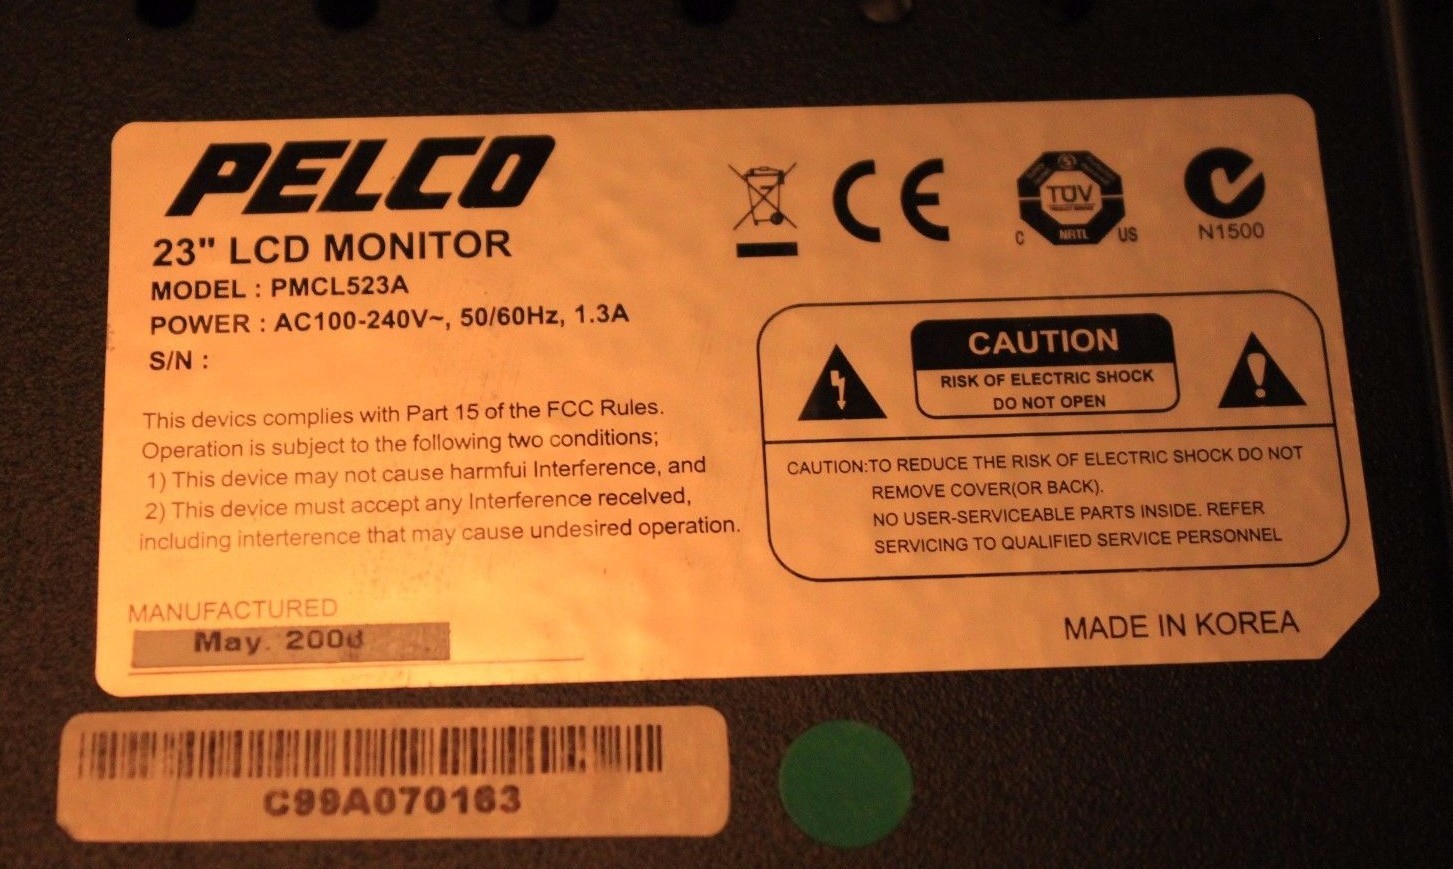 PELCO
23" LCD MONITOR
MODEL : PMCL523A
POWER : AC100-240V~, 50/60Hz, 1.3A
S/N :
This devics complies with Part 15 of the FCC Rules.
Operation is subject to the following two conditions;
1) This device may not cause harmfui Interference, and
2) This device must accept any Interference received,
including interterence that may cause undesired operation.
MANUFACTURED
May.
CE
TÜV
PRODUCT SERVICE
NRTL
C US
N1500
CAUTION
RISK OF ELECTRIC SHOCK
DO NOT OPEN
CAUTION:TO REDUCE THE RISK OF ELECTRIC SHOCK DO NOT
REMOVE COVER(OR BACK).
NO USER-SERVICEABLE PARTS INSIDE. REFER
SERVICING TO QUALIFIED SERVICE PERSONNEL
MADE IN KOREA
C99A070163